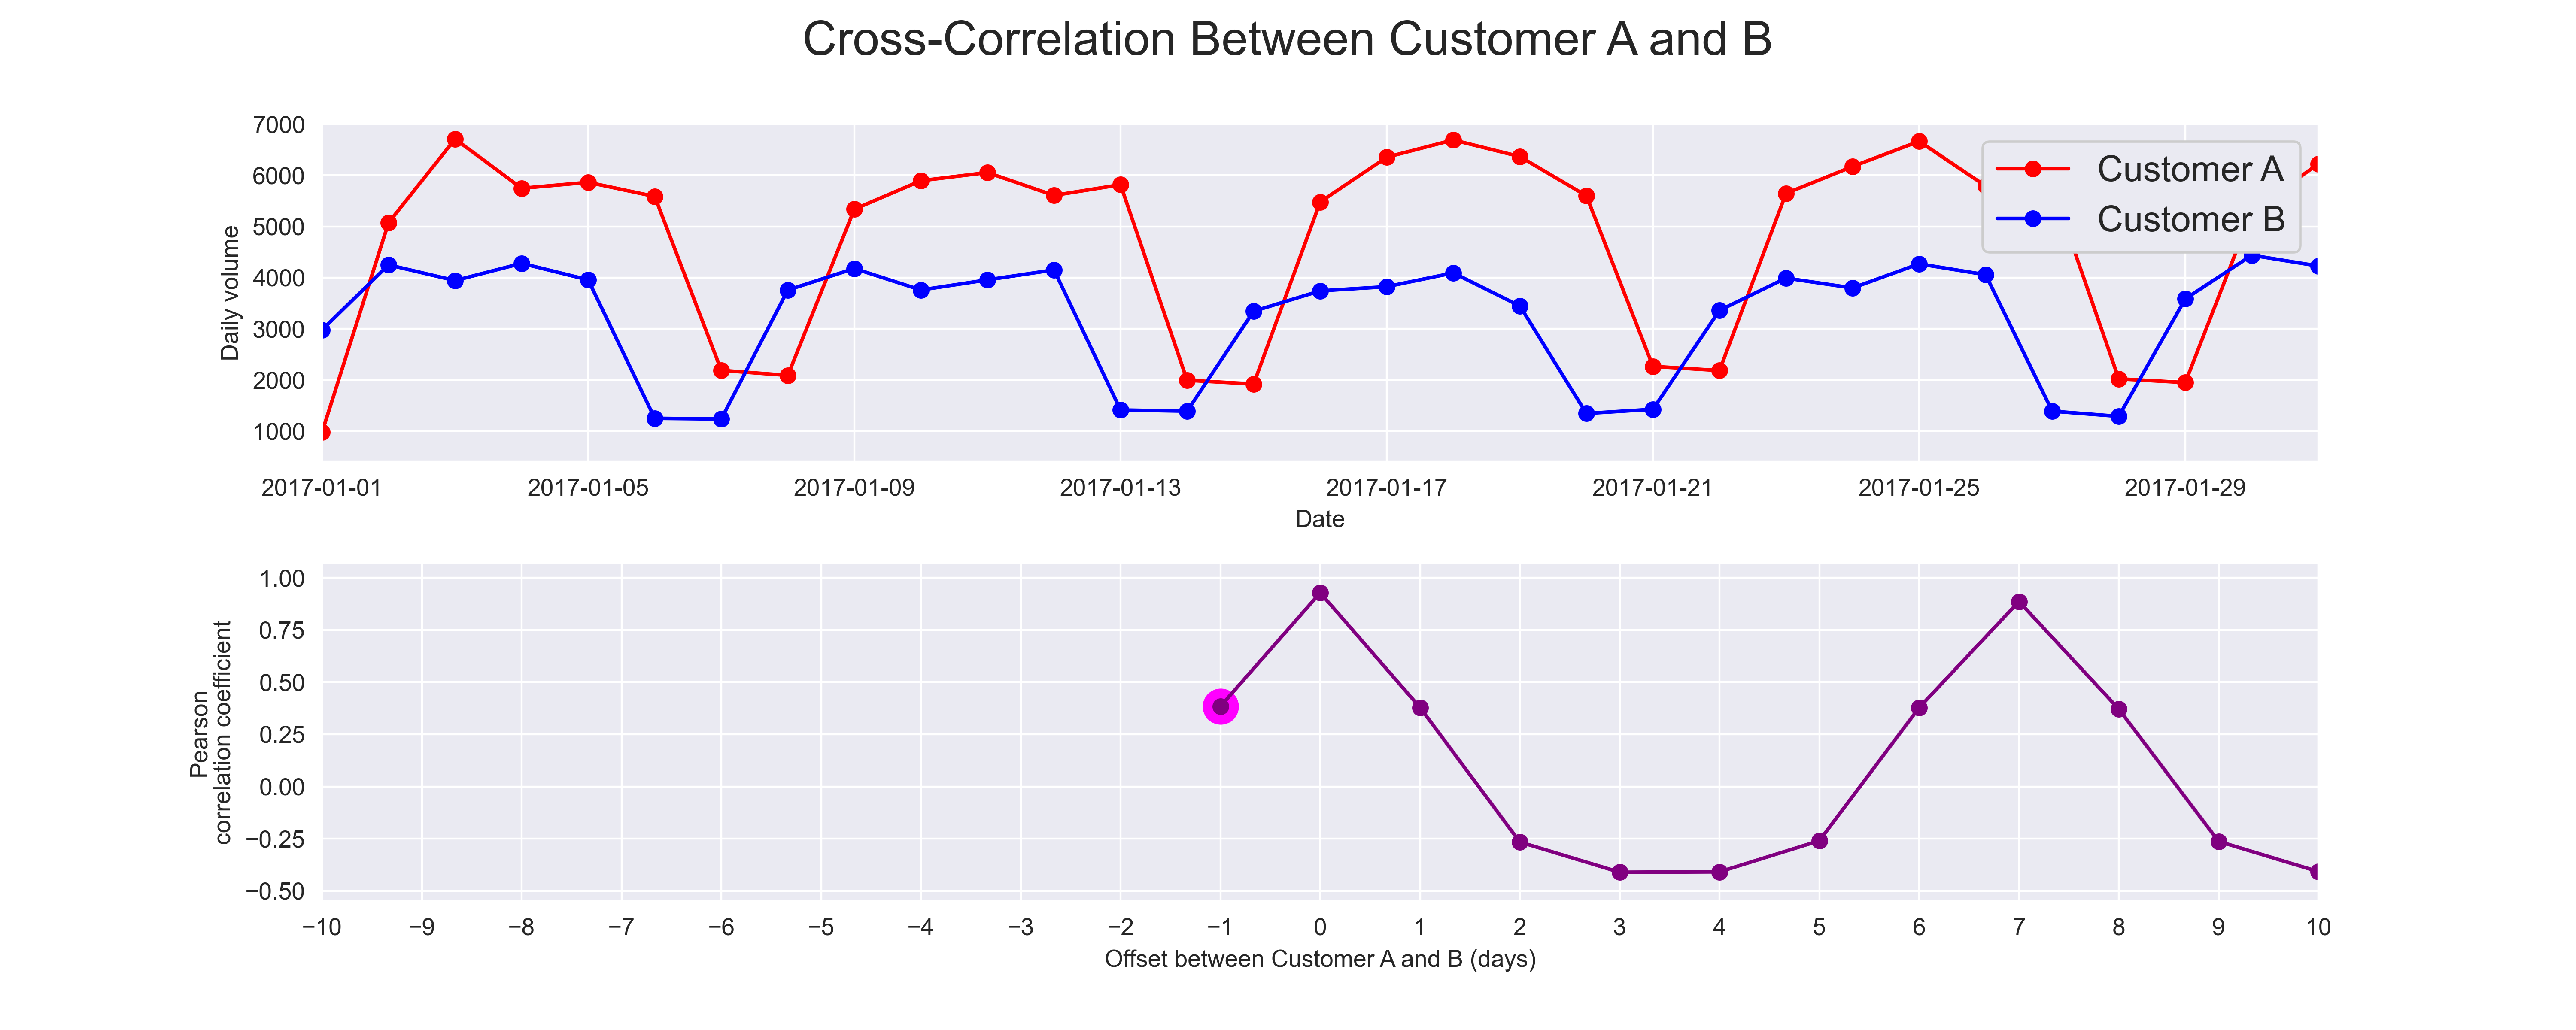 Cross-Correlation Between Customer A and B
7000
6000
5000
4000
3000
2000
1000
Daily volume
Customer A
Customer B
2017-01-01 2017-01-05 2017-01-09 2017-01-13 2017-01-17 2017-01-21 2017-01-25 2017-01-29
Date
1.00
0.75
0.50
0.25
0.00
−0.25
−0.50
Pearson
correlation coefficient
−10 −9 −8 −7 −6 −5 −4 −3 −2 −1 0 1 2 3 4 5 6 7 8 9 10
Offset between Customer A and B (days)